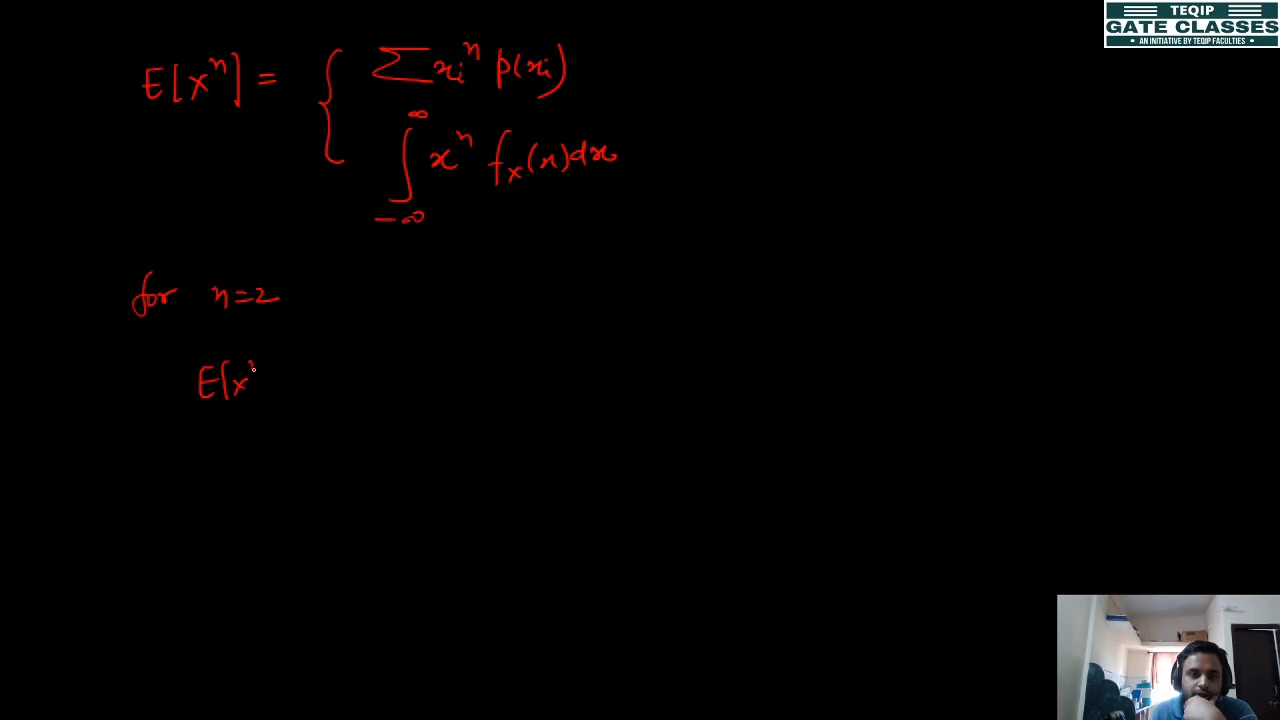 TEQIP
GATE CLASSES
• AN INITIATIVE BY TEQIP FACULTIES •
E[Xⁿ] = { ∑ xᵢⁿ p(xᵢ)
∞
∫ xⁿ fₓ(x)dx
-∞
for n=2
E[x